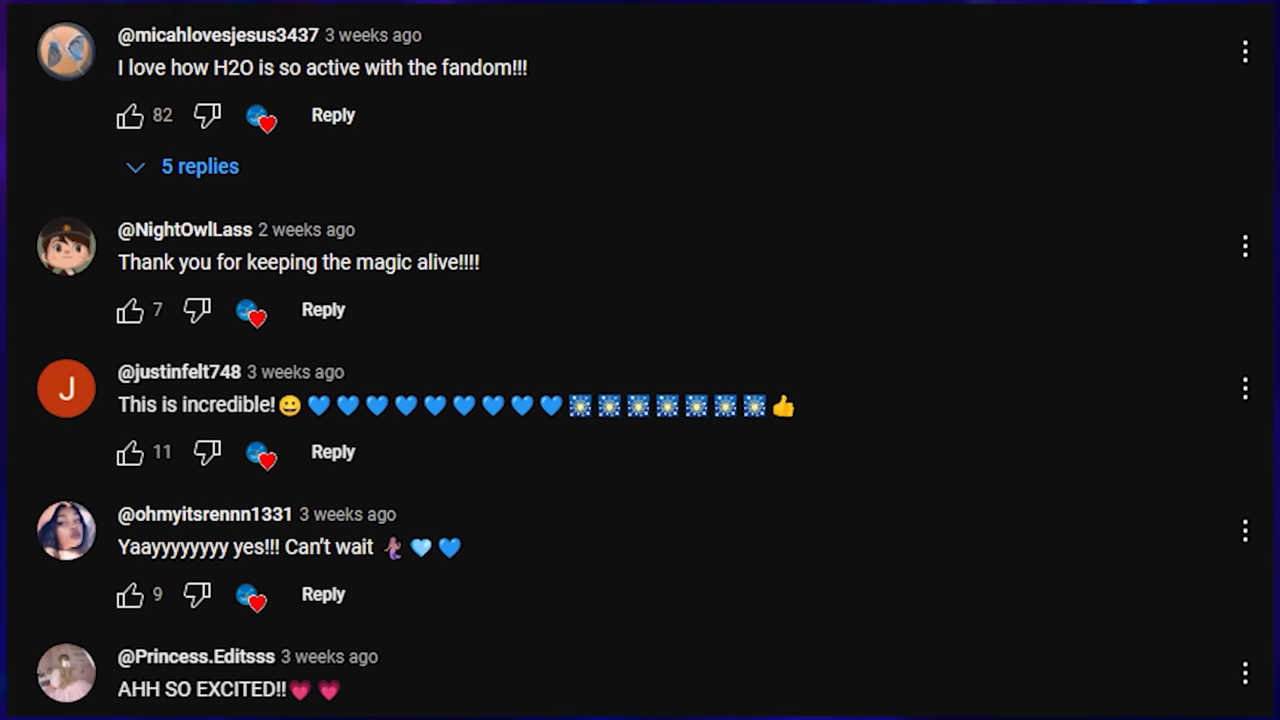 @micahlovesjesus3437 3 weeks ago
I love how H2O is so active with the fandom!!!
82 Reply
5 replies
@NightOwlLass 2 weeks ago
Thank you for keeping the magic alive!!!!
7 Reply
J
@justinfelt748 3 weeks ago
This is incredible!😀💙💙💙💙💙💙💙💙💙🎆🎆🎆🎆🎆🎆🎆👍
11 Reply
@ohmyitsrennn1331 3 weeks ago
Yaayyyyyyyy yes!!! Can't wait 🧜🏽‍♀️🩵💙
9 Reply
@Princess.Editsss 3 weeks ago
AHH SO EXCITED!!💗💗